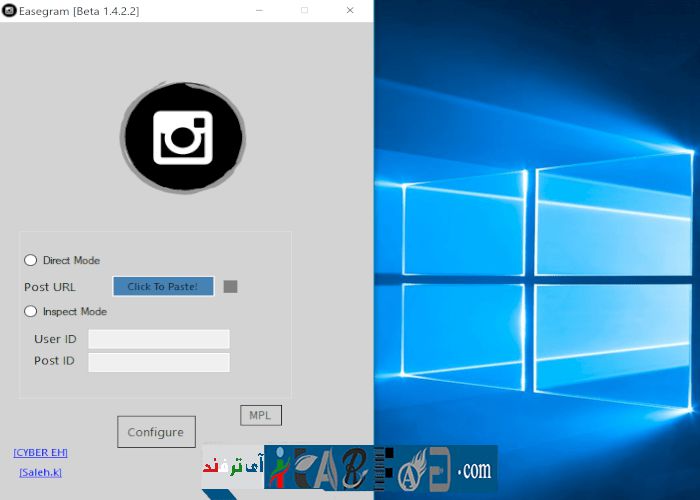 Easegram [Beta 1.4.2.2]
Direct Mode
Post URL
Click To Paste!
Inspect Mode
User ID
Post ID
MPL
Configure
[CYBER EH]
[Saleh.k]
آی ترفند
.com